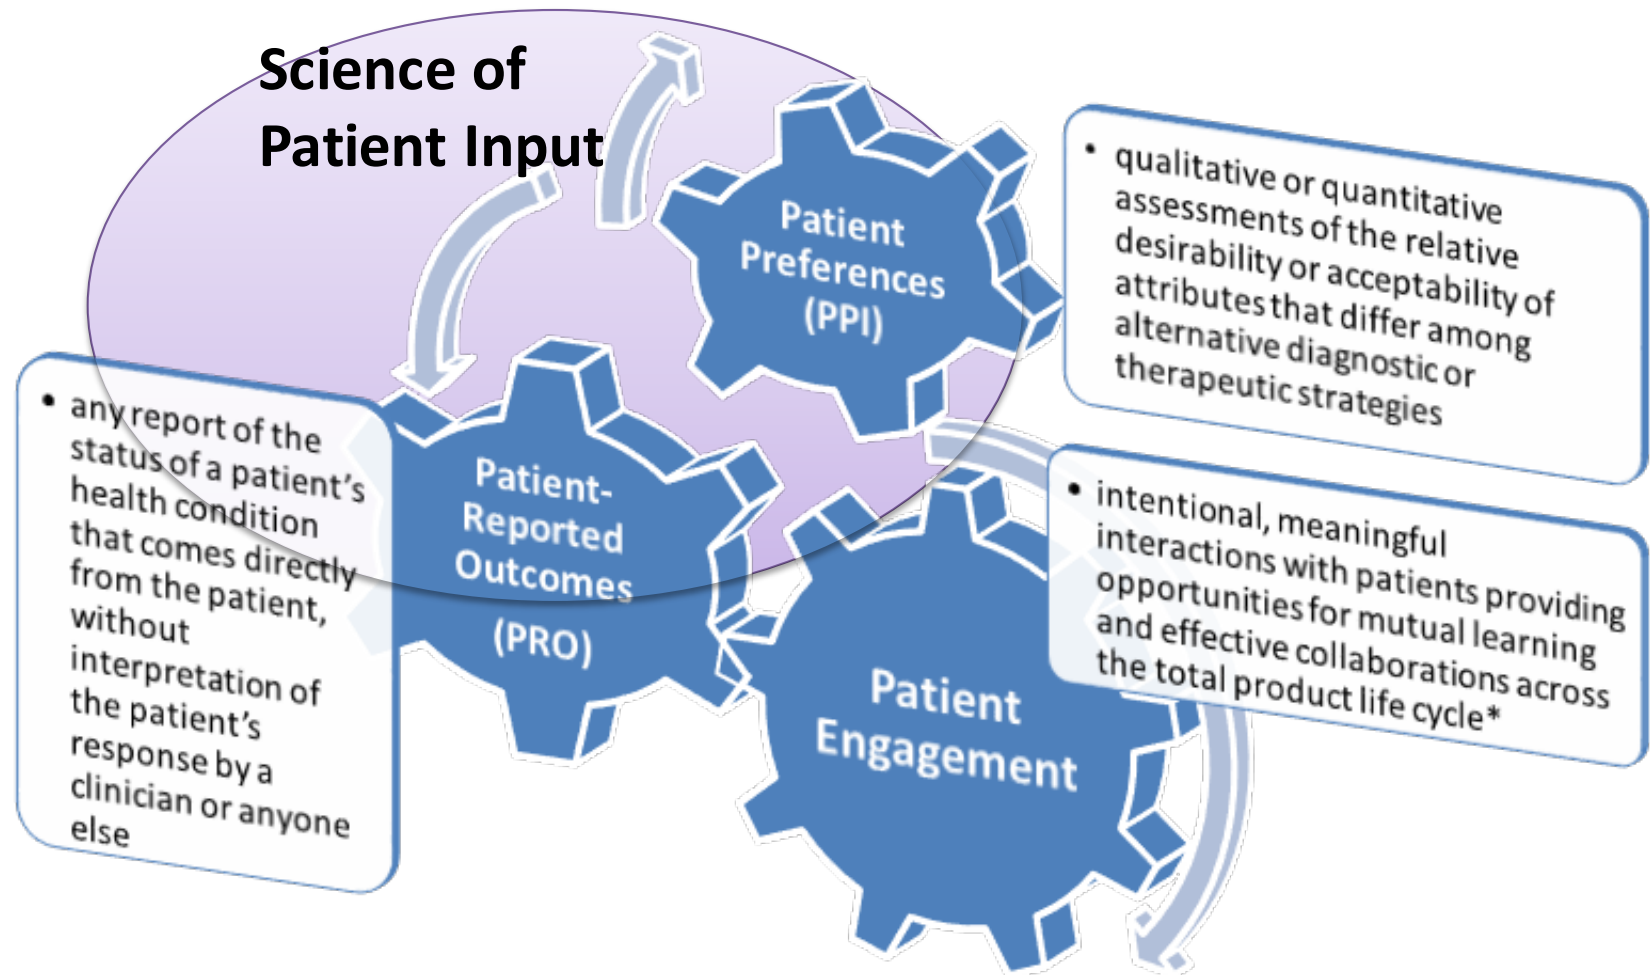 Science of
Patient Input
Patient
Preferences
(PPI)
• qualitative or quantitative
assessments of the relative
desirability or acceptability of
attributes that differ among
alternative diagnostic or
therapeutic strategies
• any report of the
status of a patient’s
health condition
that comes directly
from the patient,
without
interpretation of
the patient’s
response by a
clinician or anyone
else
Patient-
Reported
Outcomes
(PRO)
• intentional, meaningful
interactions with patients providing
opportunities for mutual learning
and effective collaborations across
the total product life cycle*
Patient
Engagement